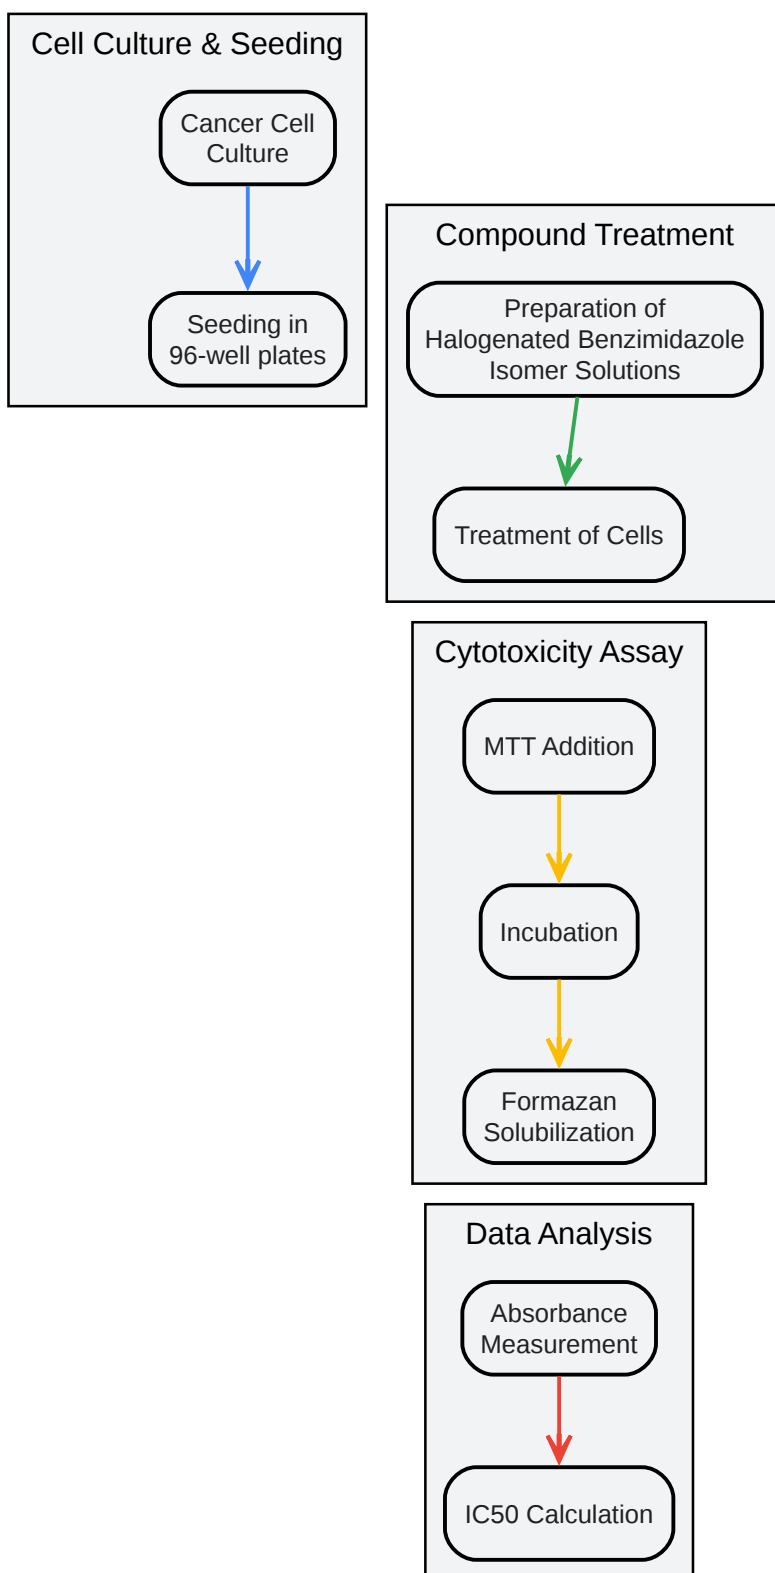 Cell Culture & Seeding
Cancer Cell
Culture
Seeding in
96-well plates
Compound Treatment
Preparation of
Halogenated Benzimidazole
Isomer Solutions
Treatment of Cells
Cytotoxicity Assay
MTT Addition
Incubation
Formazan
Solubilization
Data Analysis
Absorbance
Measurement
IC50 Calculation